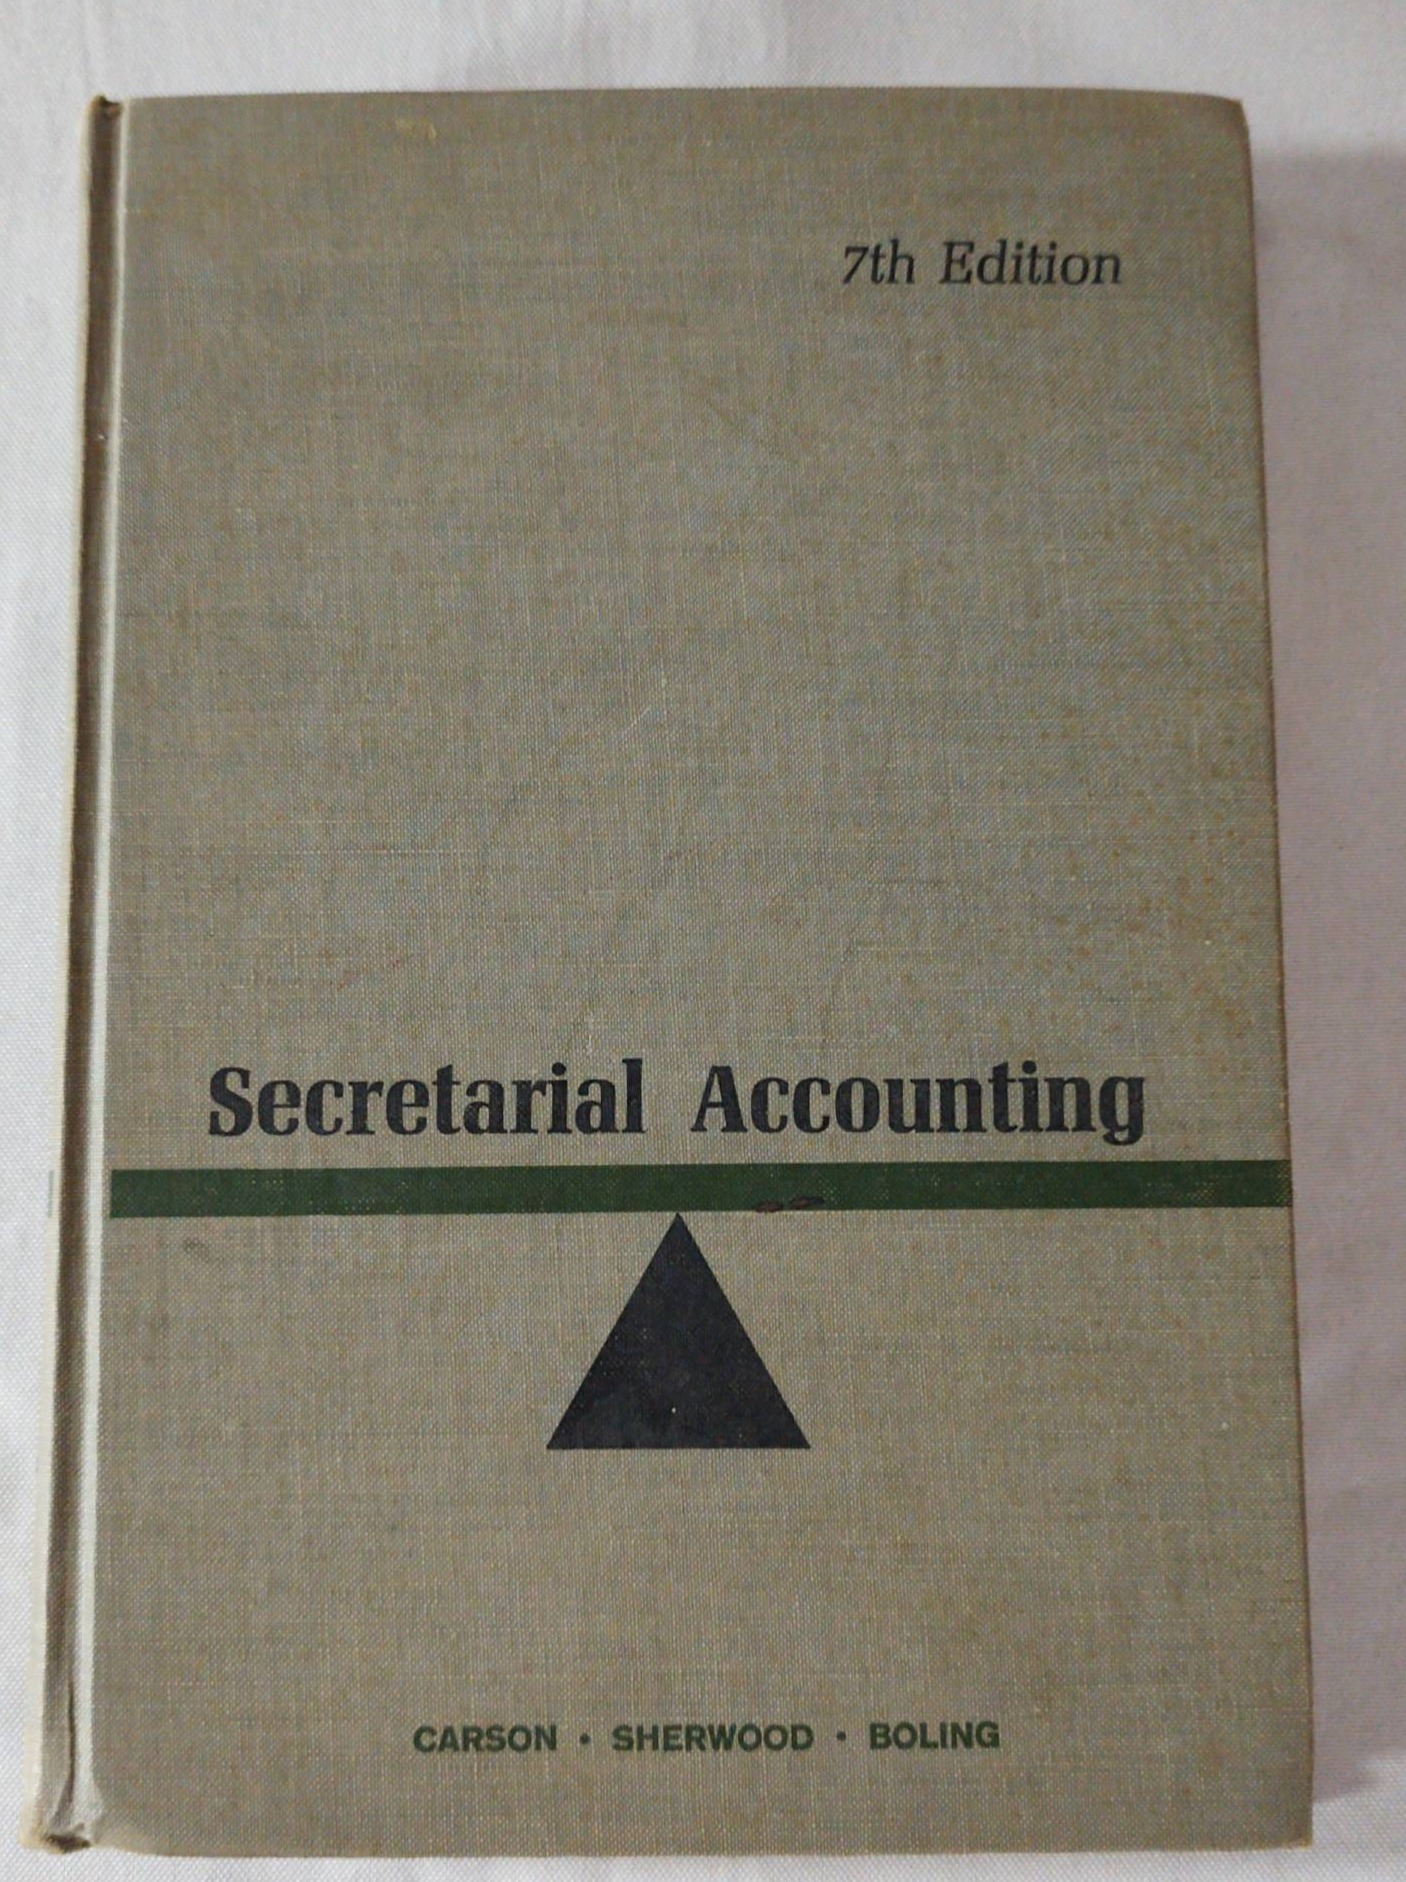 7th Edition
Secretarial Accounting
CARSON • SHERWOOD • BOLING